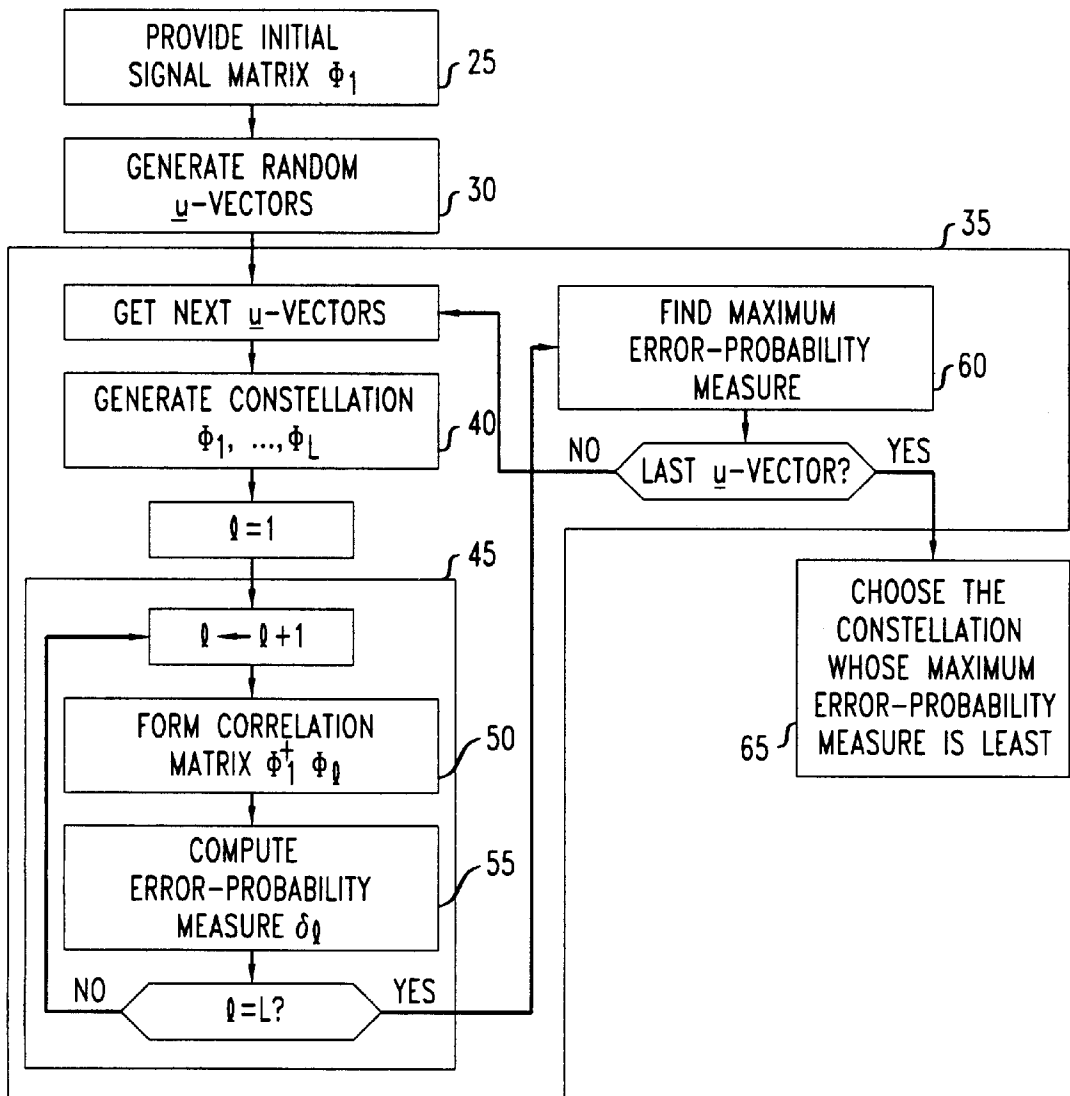 PROVIDE INITIAL
SIGNAL MATRIX Φ1
25
GENERATE RANDOM
u-VECTORS
30
35
GET NEXT u-VECTORS
GENERATE CONSTELLATION
Φ1, ...,ΦL
40
ℓ=1
45
ℓ ← ℓ+1
FORM CORRELATION
MATRIX Φ1+ Φℓ
50
COMPUTE
ERROR-PROBABILITY
MEASURE δℓ
55
NO
ℓ=L?
YES
FIND MAXIMUM
ERROR-PROBABILITY
MEASURE
60
NO
LAST u-VECTOR?
YES
CHOOSE THE
CONSTELLATION
WHOSE MAXIMUM
ERROR-PROBABILITY
MEASURE IS LEAST
65